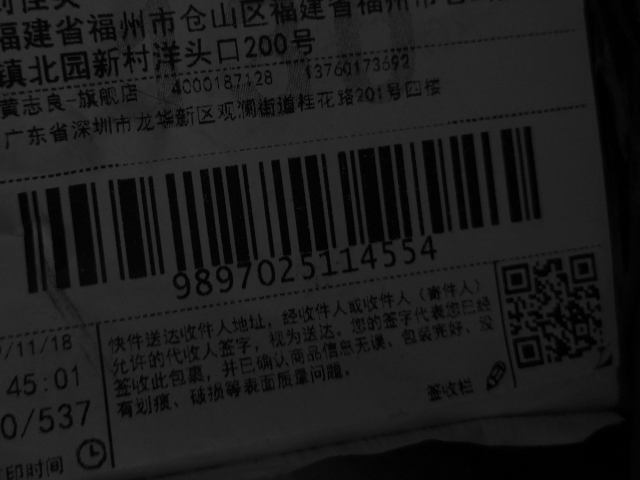 福建省福州市仓山区福建省福州市仓山区
镇北园新村洋头口200号
黄志良-旗舰店 4000187128 13760173692
广东省深圳市龙华新区观澜街道桂花路201号四楼
9897025114554
快件送达收件人地址，经收件人或收件人（寄件人）
允许的代收人签字，视为送达。您的签字代表您已经
签收此包裹，并已确认商品信息无误、包装完好、没
有划痕、破损等表面质量问题。
签收栏
/11/18
45:01
0/537
印时间